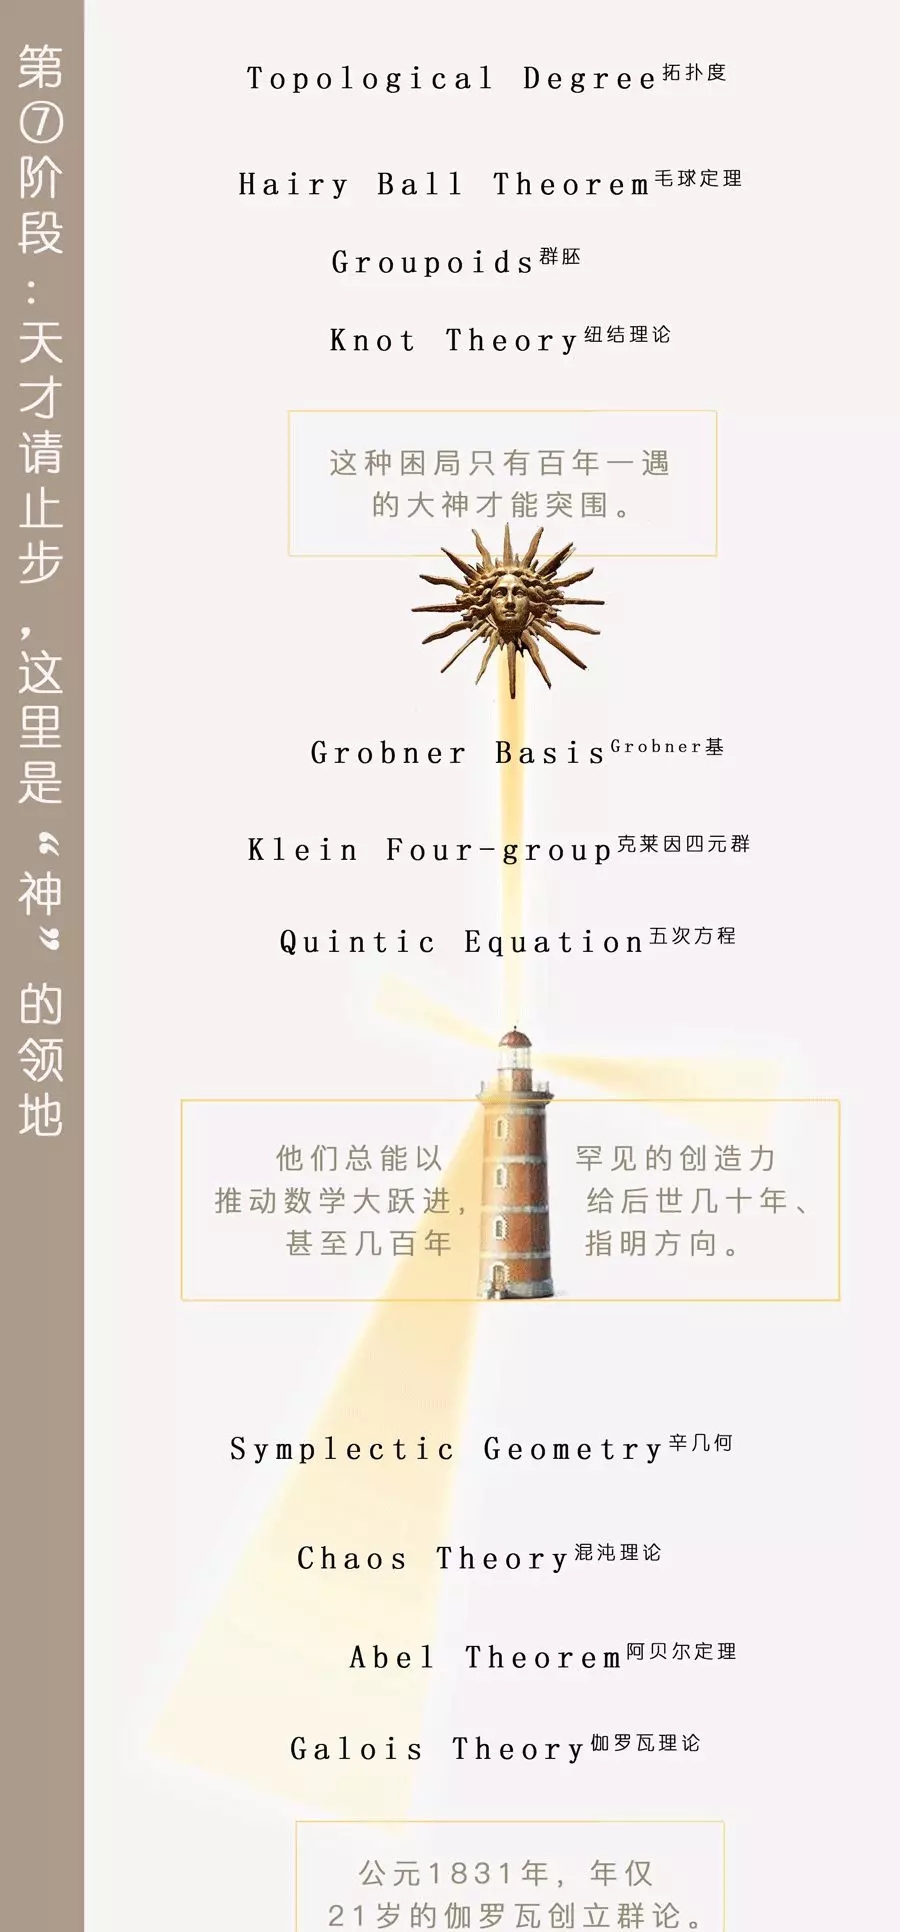 第⑦阶段:天才请止步,这里是“神”的领地
Topological Degree拓扑度
Hairy Ball Theorem毛球定理
Groupoids群胚
Knot Theory纽结理论
这种困局只有百年一遇
的大神才能突围。
Grobner BasisGrobner基
Klein Four-group克莱因四元群
Quintic Equation五次方程
他们总能以 罕见的创造力
推动数学大跃进, 给后世几十年、
甚至几百年 指明方向。
Symplectic Geometry辛几何
Chaos Theory混沌理论
Abel Theorem阿贝尔定理
Galois Theory伽罗瓦理论
公元1831年,年仅
21岁的伽罗瓦创立群论。